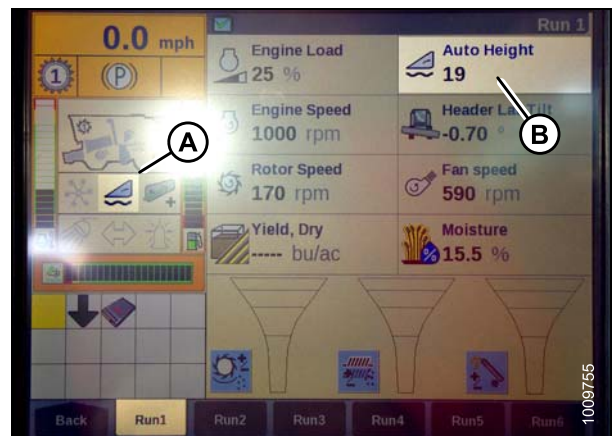 0.0 mph
1
(P)
Run 1
Engine Load
25 %
Auto Height
19
Engine Speed
1000 rpm
-0.70 °
Rotor Speed
170 rpm
Fan speed
590 rpm
Yield, Dry
----- bu/ac
Moisture
15.5 %
A
B
Header
Back
Run1
Run2
Run3
Run4
Run5
Run6
1009755